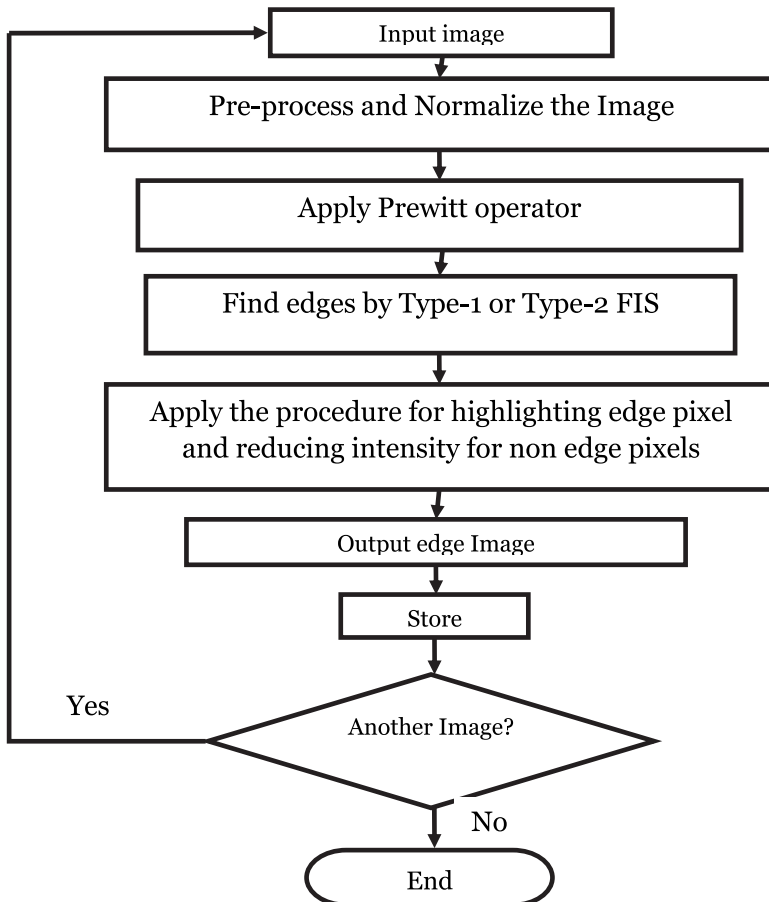 Input image
Pre-process and Normalize the Image
Apply Prewitt operator
Find edges by Type-1 or Type-2 FIS
Apply the procedure for highlighting edge pixel
and reducing intensity for non edge pixels
Output edge Image
Store
Another Image?
Yes
No
End